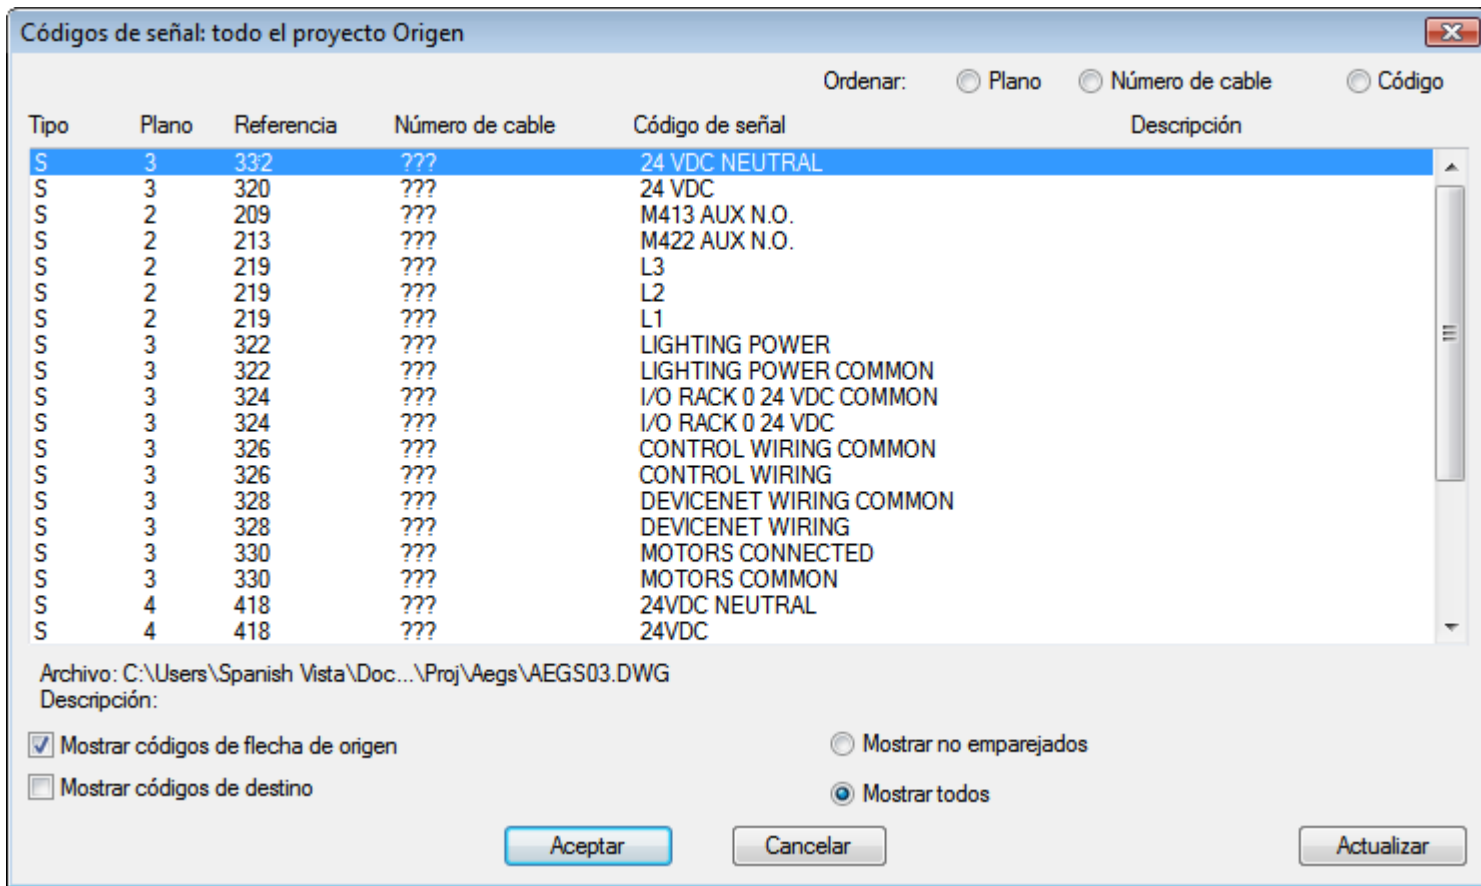 Códigos de señal: todo el proyecto Origen
Ordenar: Plano Número de cable Código
Tipo Plano Referencia Número de cable Código de señal Descripción
S 3 332 ??? 24 VDC NEUTRAL
S 3 320 ??? 24 VDC
S 2 209 ??? M413 AUX N.O.
S 2 213 ??? M422 AUX N.O.
S 2 219 ??? L3
S 2 219 ??? L2
S 2 219 ??? L1
S 3 322 ??? LIGHTING POWER
S 3 322 ??? LIGHTING POWER COMMON
S 3 324 ??? I/O RACK 0 24 VDC COMMON
S 3 324 ??? I/O RACK 0 24 VDC
S 3 326 ??? CONTROL WIRING COMMON
S 3 326 ??? CONTROL WIRING
S 3 328 ??? DEVICENET WIRING COMMON
S 3 328 ??? DEVICENET WIRING
S 3 330 ??? MOTORS CONNECTED
S 3 330 ??? MOTORS COMMON
S 4 418 ??? 24VDC NEUTRAL
S 4 418 ??? 24VDC
Archivo: C:\Users\Spanish Vista\Doc...\Proj\Aegs\AEGS03.DWG
Descripción:
Mostrar códigos de flecha de origen Mostrar no emparejados
Mostrar códigos de destino Mostrar todos
Aceptar Cancelar Actualizar